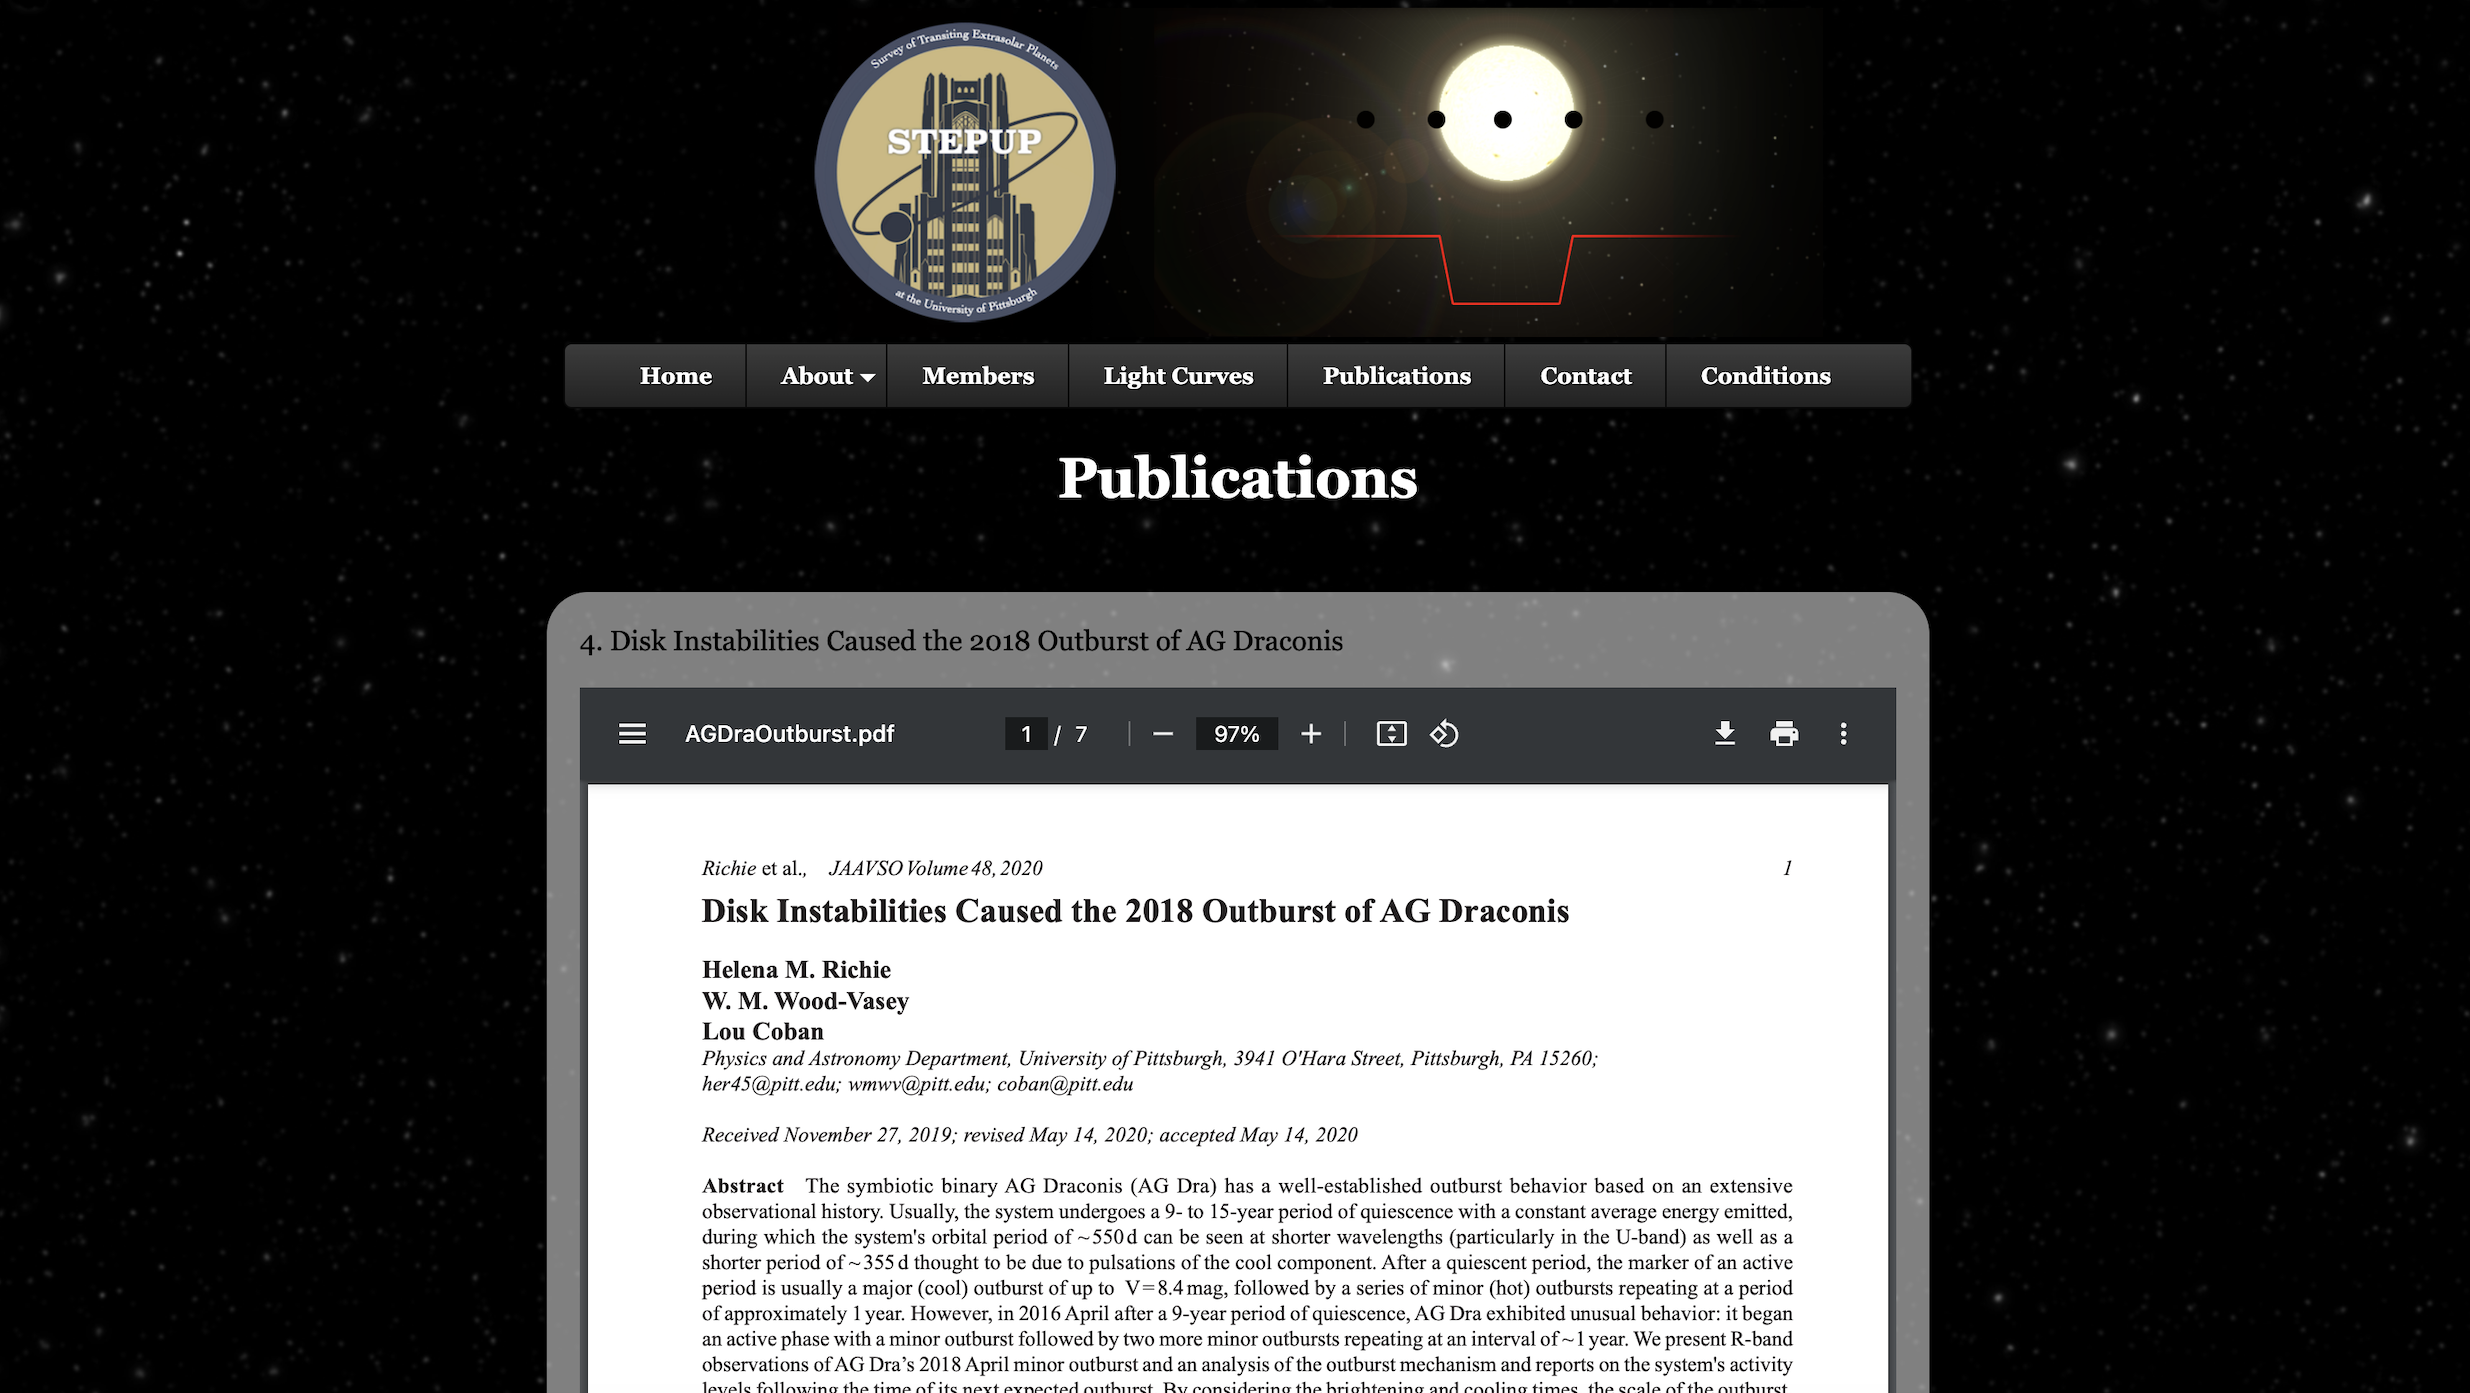 Survey of Transiting Extrasolar Planets
STEPUP
at the University of Pittsburgh
Home About Members Light Curves Publications Contact Conditions
Publications
4. Disk Instabilities Caused the 2018 Outburst of AG Draconis
AGDraOutburst.pdf 1 / 7 97%
Richie et al., JAAVSO Volume 48, 2020 1
Disk Instabilities Caused the 2018 Outburst of AG Draconis
Helena M. Richie
W. M. Wood-Vasey
Lou Coban
Physics and Astronomy Department, University of Pittsburgh, 3941 O'Hara Street, Pittsburgh, PA 15260;
her45@pitt.edu; wmwv@pitt.edu; coban@pitt.edu
Received November 27, 2019; revised May 14, 2020; accepted May 14, 2020
Abstract The symbiotic binary AG Draconis (AG Dra) has a well-established outburst behavior based on an extensive
observational history. Usually, the system undergoes a 9- to 15-year period of quiescence with a constant average energy emitted,
during which the system's orbital period of ~550 d can be seen at shorter wavelengths (particularly in the U-band) as well as a
shorter period of ~355 d thought to be due to pulsations of the cool component. After a quiescent period, the marker of an active
period is usually a major (cool) outburst of up to V=8.4 mag, followed by a series of minor (hot) outbursts repeating at a period
of approximately 1 year. However, in 2016 April after a 9-year period of quiescence, AG Dra exhibited unusual behavior: it began
an active phase with a minor outburst followed by two more minor outbursts repeating at an interval of ~1 year. We present R-band
observations of AG Dra’s 2018 April minor outburst and an analysis of the outburst mechanism and reports on the system's activity
levels following the time of its next expected outburst. By considering the brightening and cooling times, the scale of the outburst,